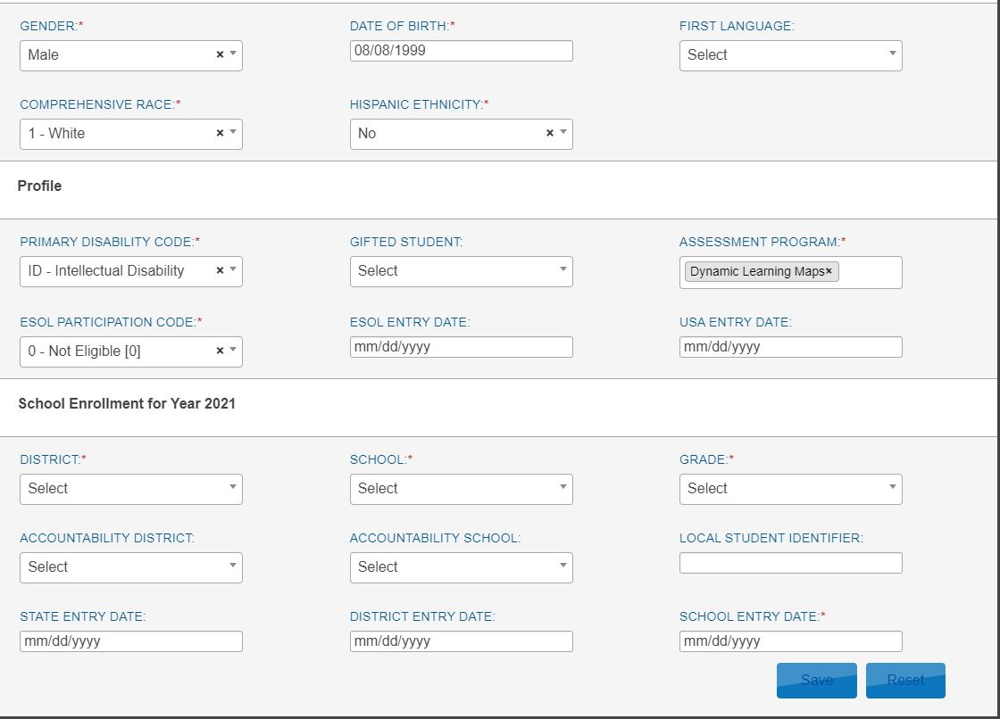 GENDER:* DATE OF BIRTH:* FIRST LANGUAGE:
Male × 08/08/1999 Select
COMPREHENSIVE RACE:* HISPANIC ETHNICITY:*
1 - White × No ×
Profile
PRIMARY DISABILITY CODE:* GIFTED STUDENT: ASSESSMENT PROGRAM:*
ID - Intellectual Disability × Select Dynamic Learning Maps×
ESOL PARTICIPATION CODE:* ESOL ENTRY DATE: USA ENTRY DATE:
0 - Not Eligible [0] × mm/dd/yyyy mm/dd/yyyy
School Enrollment for Year 2021
DISTRICT:* SCHOOL:* GRADE:*
Select Select Select
ACCOUNTABILITY DISTRICT: ACCOUNTABILITY SCHOOL: LOCAL STUDENT IDENTIFIER:
Select Select
STATE ENTRY DATE: DISTRICT ENTRY DATE: SCHOOL ENTRY DATE:*
mm/dd/yyyy mm/dd/yyyy mm/dd/yyyy
Save Reset